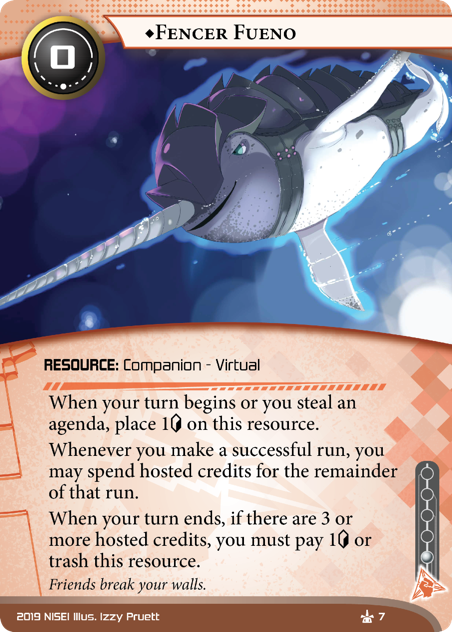 0
♦Fencer Fueno
RESOURCE: Companion - Virtual
When your turn begins or you steal an
agenda, place 1 on this resource.
Whenever you make a successful run, you
may spend hosted credits for the remainder
of that run.
When your turn ends, if there are 3 or
more hosted credits, you must pay 1 or
trash this resource.
Friends break your walls.
2019 NISEI Illus. Izzy Pruett
7